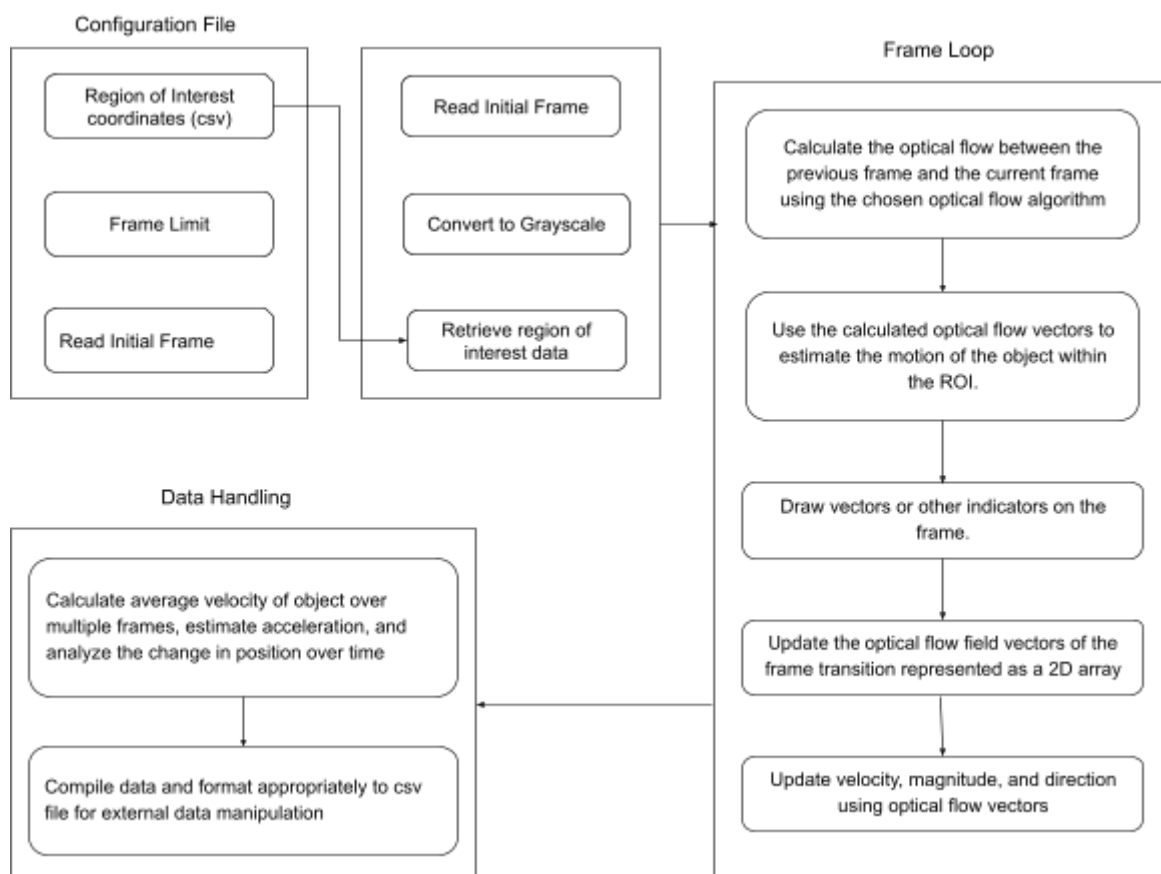 Configuration File
Region of Interest
coordinates (csv)
Frame Limit
Read Initial Frame
Read Initial Frame
Convert to Grayscale
Retrieve region of
interest data
Frame Loop
Calculate the optical flow between the
previous frame and the current frame
using the chosen optical flow algorithm
Use the calculated optical flow vectors to
estimate the motion of the object within
the ROI.
Draw vectors or other indicators on the
frame.
Update the optical flow field vectors of the
frame transition represented as a 2D array
Update velocity, magnitude, and direction
using optical flow vectors
Data Handling
Calculate average velocity of object over
multiple frames, estimate acceleration, and
analyze the change in position over time
Compile data and format appropriately to csv
file for external data manipulation